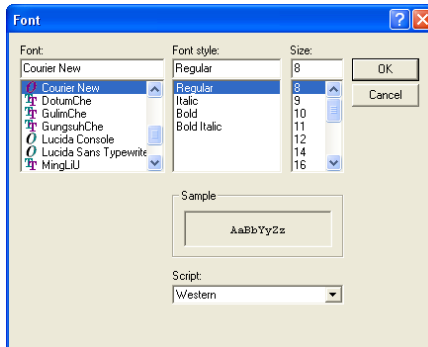 Font
Font: Font style: Size:
Courier New Regular 8 OK
Courier New Regular 8 Cancel
DotumChe Italic 9
GulimChe Bold 10
GungsuhChe Bold Italic 11
Lucida Console 12
Lucida Sans Typewrite 14
MingLiU 16
Sample
AaBbYyZz
Script:
Western